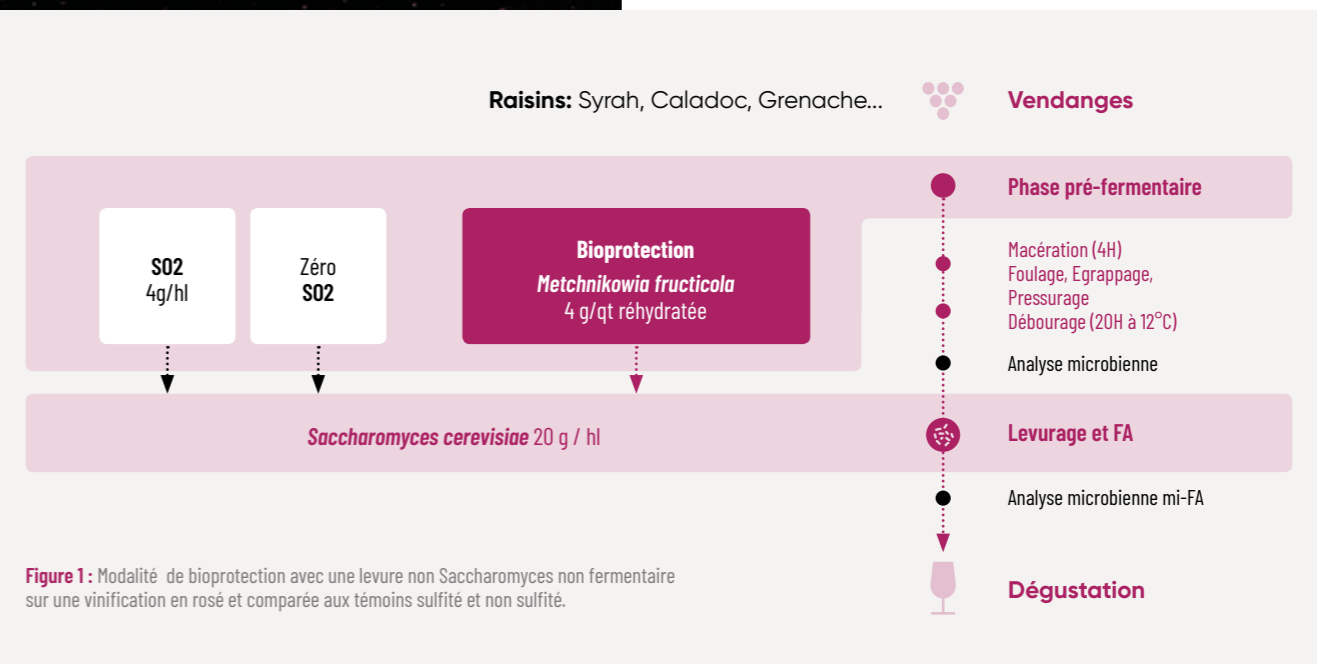 Raisins: Syrah, Caladoc, Grenache...
Vendanges
Phase pré-fermentaire
SO2
4g/hl
Zéro
SO2
Bioprotection
Metchnikowia fructicola
4 g/qt réhydratée
Macération (4H)
Foulage, Egrappage,
Pressurage
Débourage (20H à 12°C)
Analyse microbienne
Saccharomyces cerevisiae 20 g / hl
Levurage et FA
Analyse microbienne mi-FA
Figure 1 : Modalité de bioprotection avec une levure non Saccharomyces non fermentaire
sur une vinification en rosé et comparée aux témoins sulfité et non sulfité.
Dégustation